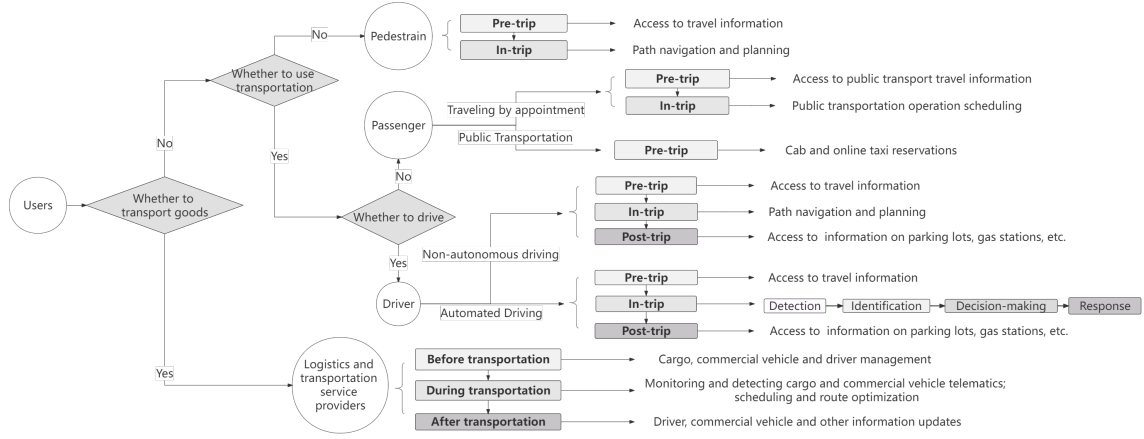 No
Pedestrain
Pre-trip
Access to travel information
In-trip
Path navigation and planning
Whether to use
transportation
No
Yes
Passenger
Traveling by appointment
Public Transportation
Pre-trip
Access to public transport travel information
In-trip
Public transportation operation scheduling
Pre-trip
Cab and online taxi reservations
Users
Whether to
transport goods
No
Whether to drive
Yes
Non-autonomous driving
Pre-trip
Access to travel information
In-trip
Path navigation and planning
Post-trip
Access to information on parking lots, gas stations, etc.
Driver
Automated Driving
Pre-trip
Access to travel information
In-trip
Detection
Identification
Decision-making
Response
Post-trip
Access to information on parking lots, gas stations, etc.
Yes
Logistics and
transportation
service
providers
Before transportation
Cargo, commercial vehicle and driver management
During transportation
Monitoring and detecting cargo and commercial vehicle telematics;
scheduling and route optimization
After transportation
Driver, commercial vehicle and other information updates